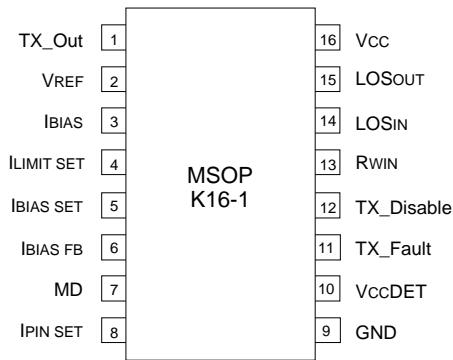 TX_Out 1
VREF 2
IBIAS 3
ILIMIT SET 4
IBIAS SET 5
IBIAS FB 6
MD 7
IPIN SET 8
MSOP
K16-1
16 VCC
15 LOSOUT
14 LOSIN
13 RWIN
12 TX_Disable
11 TX_Fault
10 VCCDET
9 GND